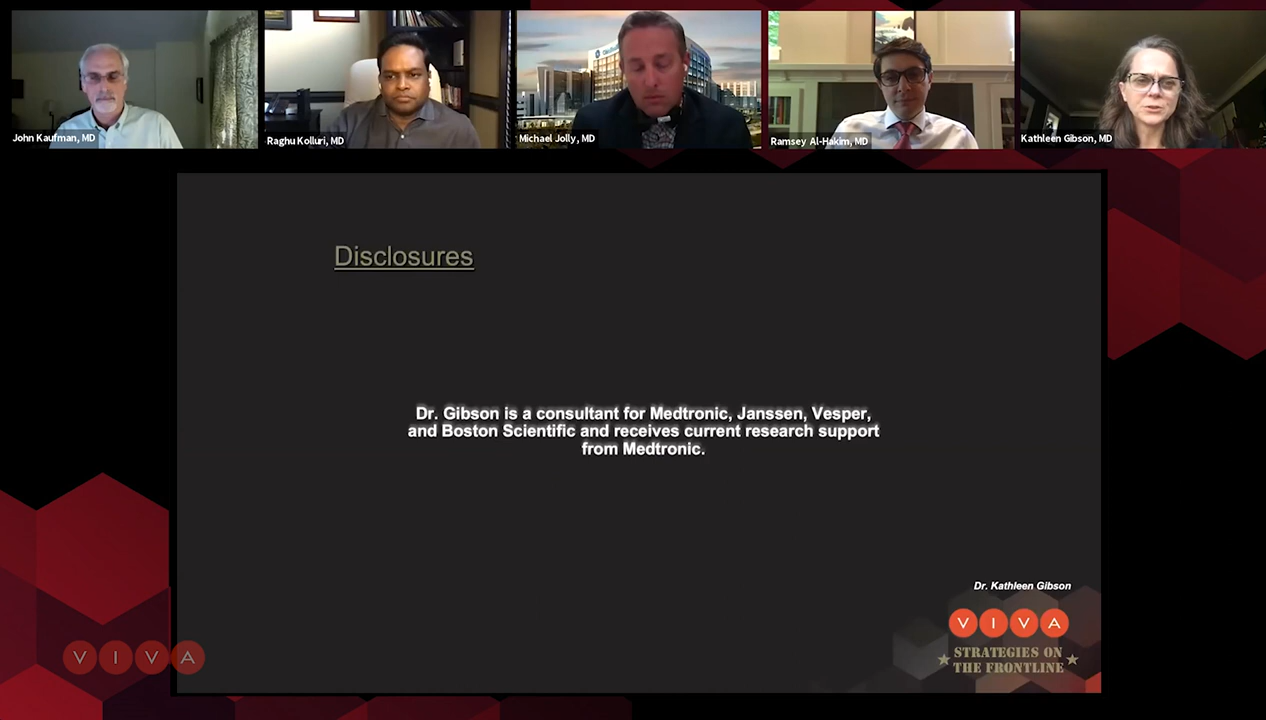 John Kaufman, MD
Raghu Kolluri, MD
Michael Jolly, MD
Ramsey Al-Hakim, MD
Kathleen Gibson, MD
Disclosures
Dr. Gibson is a consultant for Medtronic, Janssen, Vesper,
and Boston Scientific and receives current research support
from Medtronic.
Dr. Kathleen Gibson
VIVA
STRATEGIES ON
THE FRONTLINE
VIVA